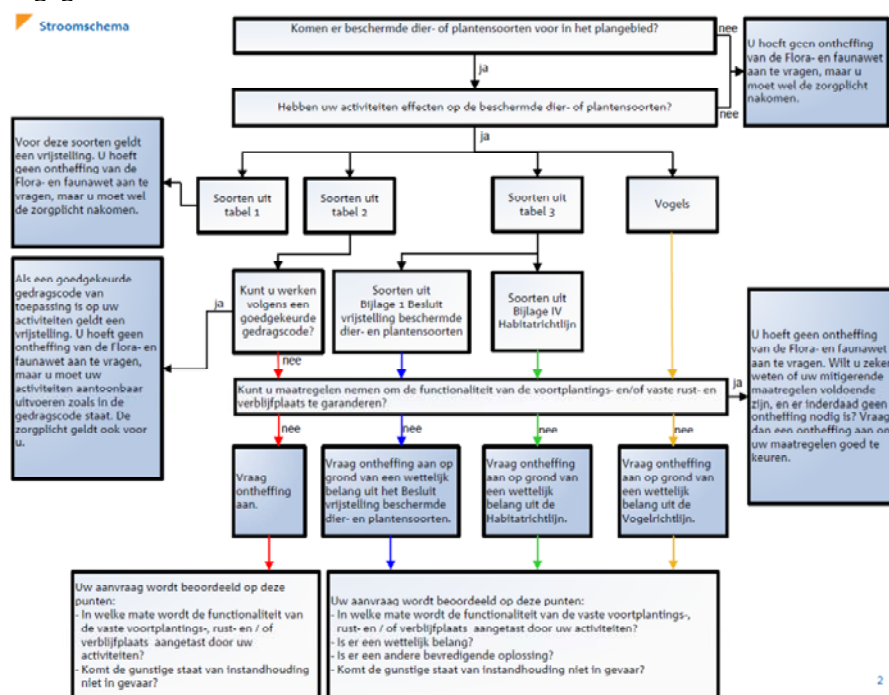 Stroomschema
Komen er beschermde dier- of plantensoorten voor in het plangebied?
nee
ja
U hoeft geen ontheffing
van de Flora- en faunawet
aan te vragen, maar u
moet wel de zorgplicht
nakomen.
Hebben uw activiteiten effecten op de beschermde dier- of plantensoorten?
nee
ja
Voor deze soorten geldt
een vrijstelling. U hoeft
geen ontheffing van de
Flora- en faunawet aan te
vragen, maar u moet wel
de zorgplicht nakomen.
Soorten uit
tabel 1
Soorten uit
tabel 2
Soorten uit
tabel 3
Vogels
Als een goedgekeurde
gedragscode van
toepassing is op uw
activiteiten geldt een
vrijstelling. U hoeft geen
ontheffing van de Flora- en
faunawet aan te vragen,
maar u moet uw
activiteiten aantoonbaar
uitvoeren zoals in de
gedragscode staat. De
zorgplicht geldt ook voor
u.
ja
Kunt u werken
volgens een
goedgekeurde
gedragscode?
Soorten uit
Bijlage 1 Besluit
vrijstelling beschermde
dier- en plantensoorten
Soorten uit
Bijlage IV
Habitatrichtlijn
nee
Kunt u maatregelen nemen om de functionaliteit van de voortplantings- en/of vaste rust- en
verblijfplaats te garanderen?
ja
U hoeft geen ontheffing
van de Flora- en faunawet
aan te vragen. Wilt u zeker
weten of uw mitigerende
maatregelen voldoende
zijn, en er inderdaad geen
ontheffing nodig is? Vraag
dan een ontheffing aan om
uw maatregelen goed te
keuren.
nee
nee
nee
nee
Vraag
ontheffing
aan.
Vraag ontheffing aan op
grond van een wettelijk
belang uit het Besluit
vrijstelling beschermde
dier- en plantensoorten.
Vraag ontheffing
aan op grond van
een wettelijk
belang uit de
Habitatrichtlijn.
Vraag ontheffing
aan op grond van
een wettelijk
belang uit de
Vogelrichtlijn.
Uw aanvraag wordt beoordeeld op deze
punten:
- In welke mate wordt de functionaliteit van
de vaste voortplantings-, rust- en / of
verblijfplaats aangetast door uw
activiteiten?
- Komt de gunstige staat van instandhouding
niet in gevaar?
Uw aanvraag wordt beoordeeld op deze punten:
- In welke mate wordt de functionaliteit van de vaste voortplantings-,
rust- en / of verblijfplaats aangetast door uw activiteiten?
- Is er een wettelijk belang?
- Is er een andere bevredigende oplossing?
- Komt de gunstige staat van instandhouding niet in gevaar?
2